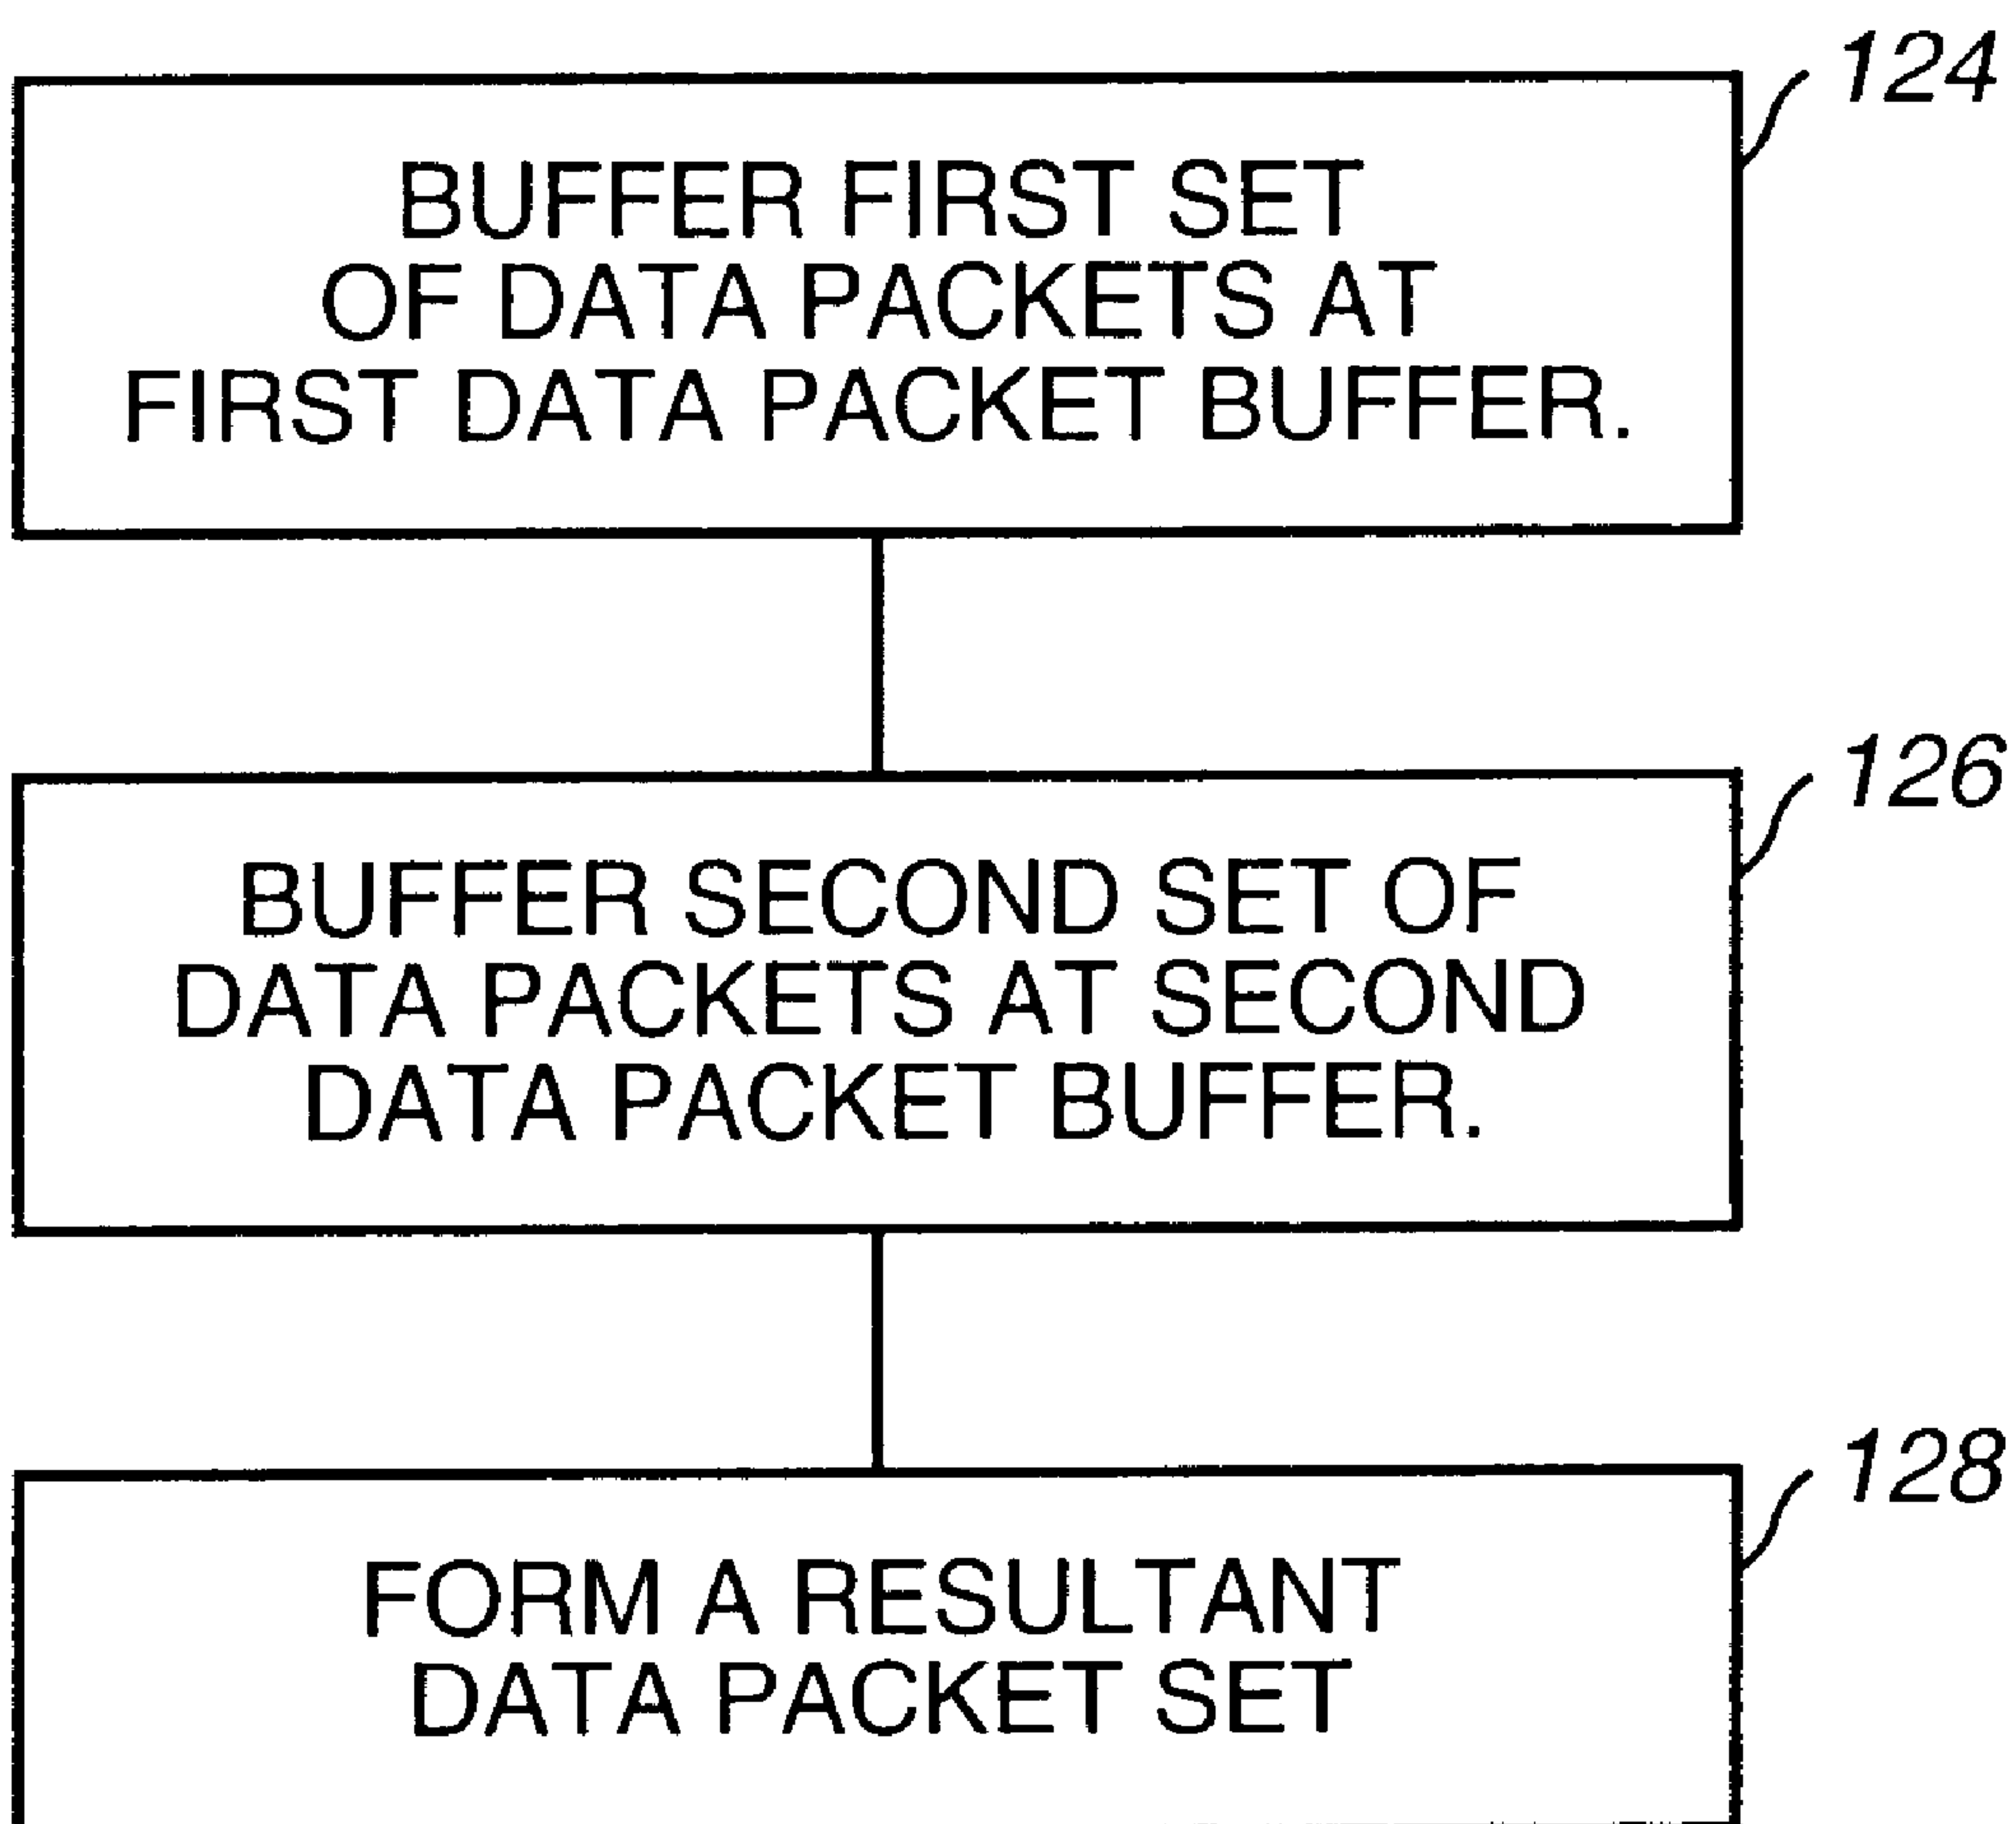 124
BUFFER FIRST SET
OF DATA PACKETS AT
FIRST DATA PACKET BUFFER.
126
BUFFER SECOND SET OF
DATA PACKETS AT SECOND
DATA PACKET BUFFER.
128
FORM A RESULTANT
DATA PACKET SET